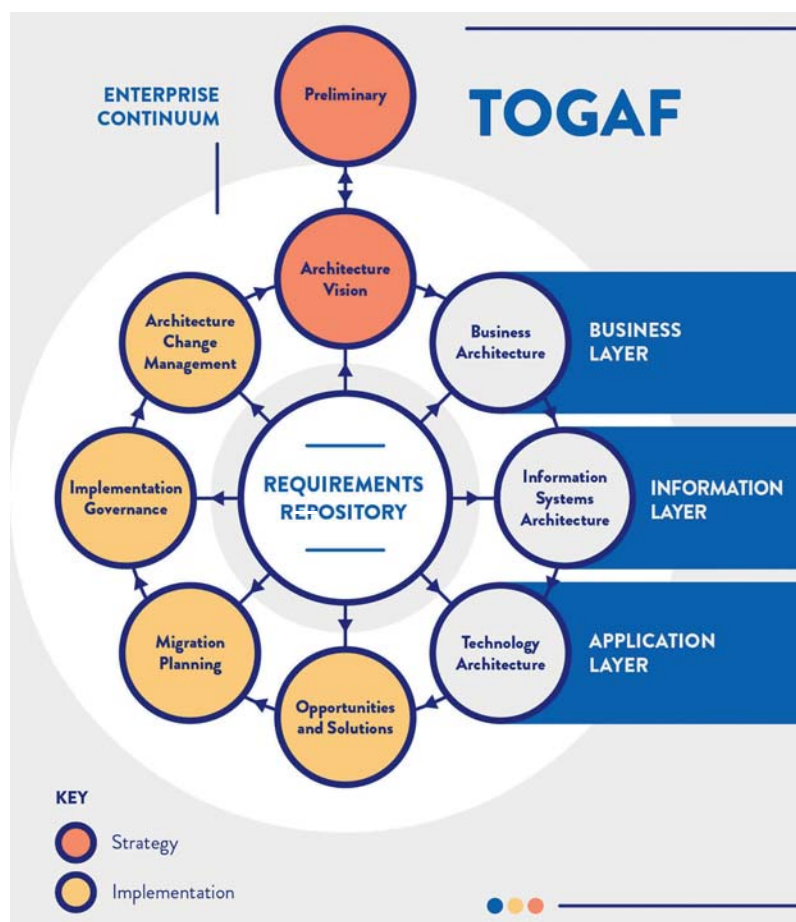 ENTERPRISE
CONTINUUM
Preliminary
TOGAF
Architecture
Vision
Architecture
Change
Management
Business
Architecture
BUSINESS
LAYER
Implementation
Governance
REQUIREMENTS
REPOSITORY
Information
Systems
Architecture
INFORMATION
LAYER
Migration
Planning
Opportunities
and Solutions
Technology
Architecture
APPLICATION
LAYER
KEY
Strategy
Implementation